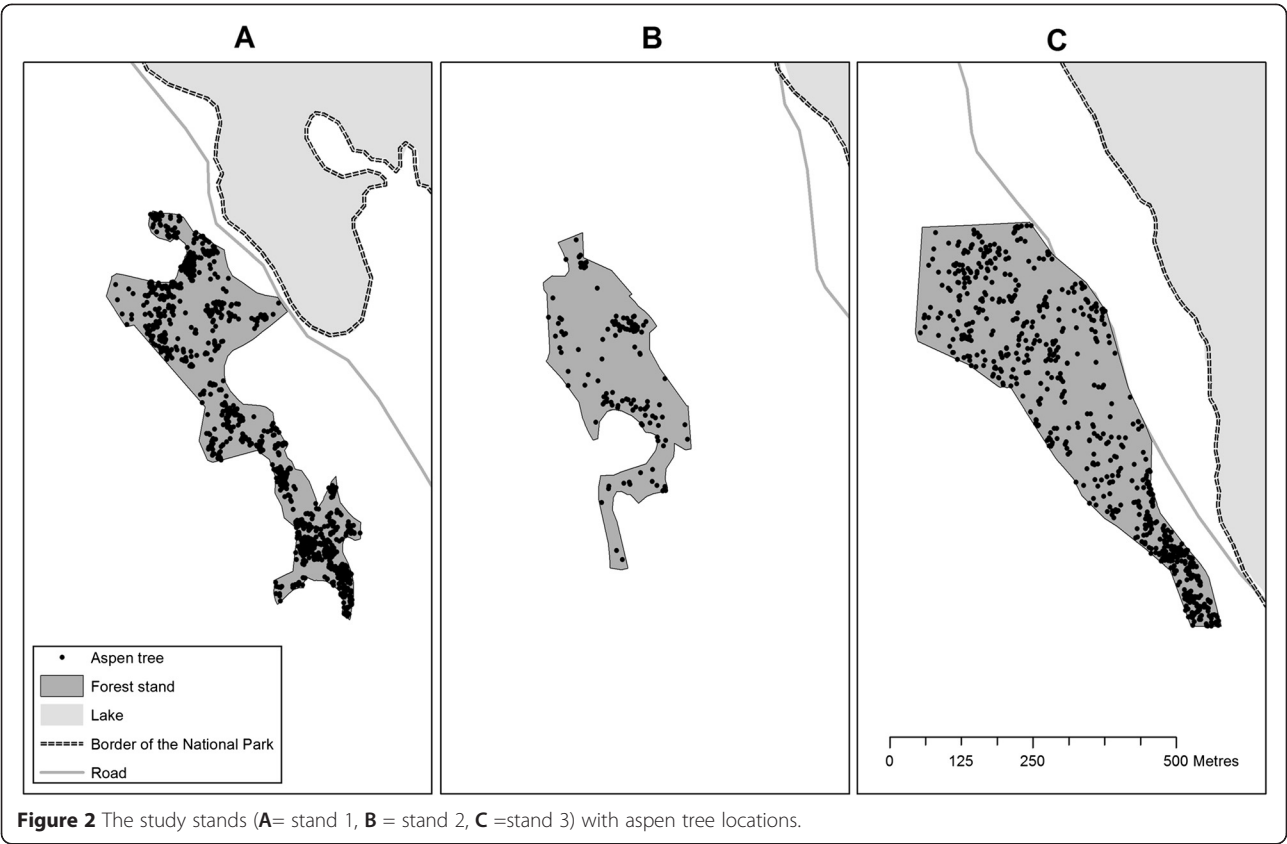 A
B
C
Aspen tree
Forest stand
Lake
Border of the National Park
Road
0 125 250 500 Metres
Figure 2 The study stands (A= stand 1, B = stand 2, C =stand 3) with aspen tree locations.